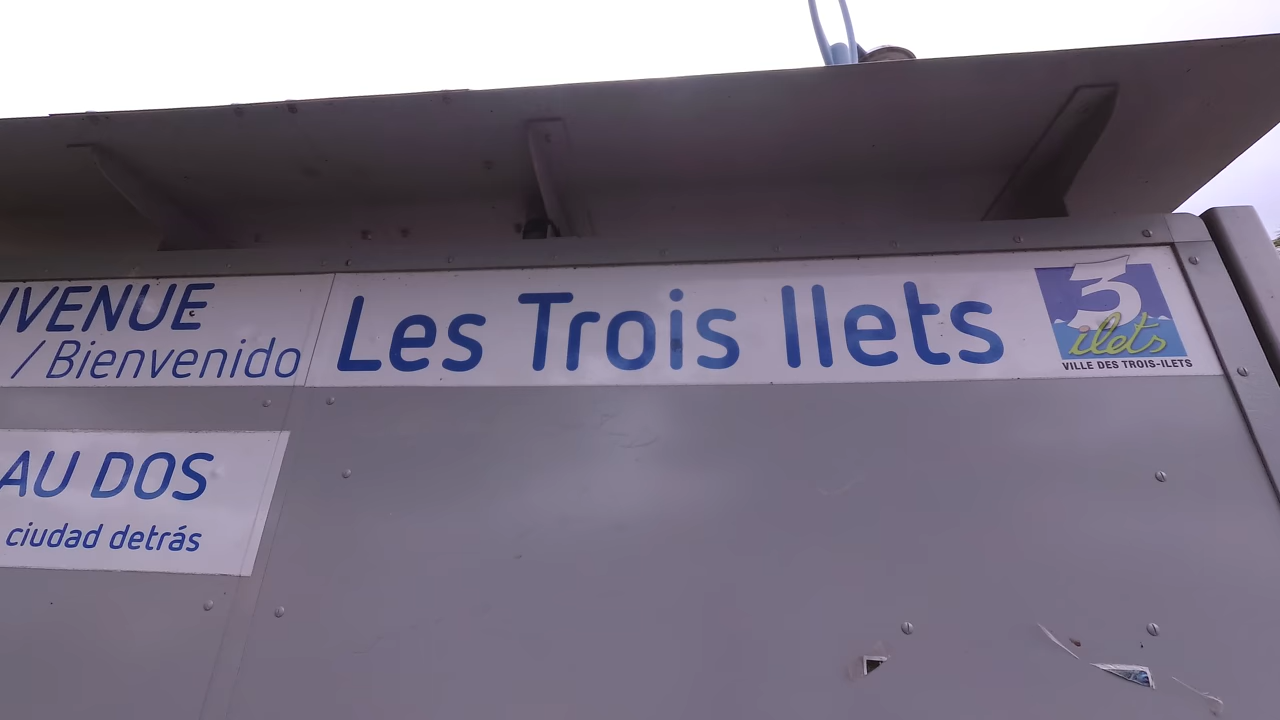 IVENUE
/ Bienvenido
Les Trois Ilets
3
ilets
VILLE DES TROIS-ILETS
AU DOS
ciudad detrás